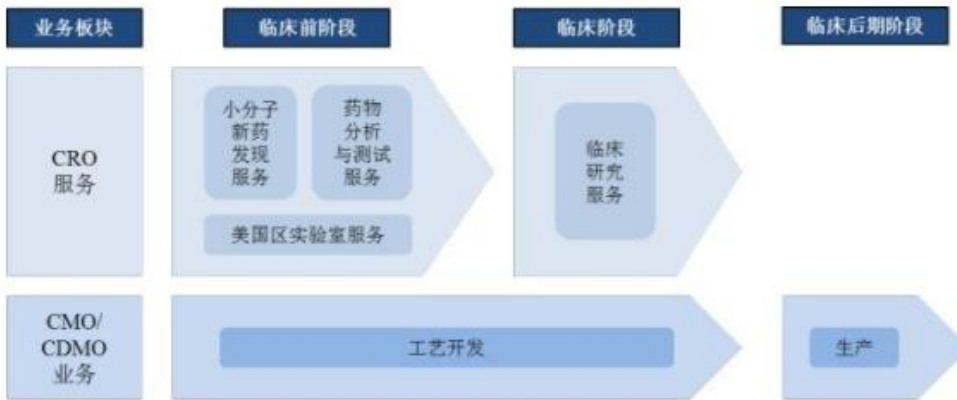 业务板块
临床前阶段
临床阶段
临床后期阶段
CRO
服务
小分子
新药
发现
服务
药物
分析
与测试
服务
美国区实验室服务
临床
研究
服务
CMO/
CDMO
业务
工艺开发
生产